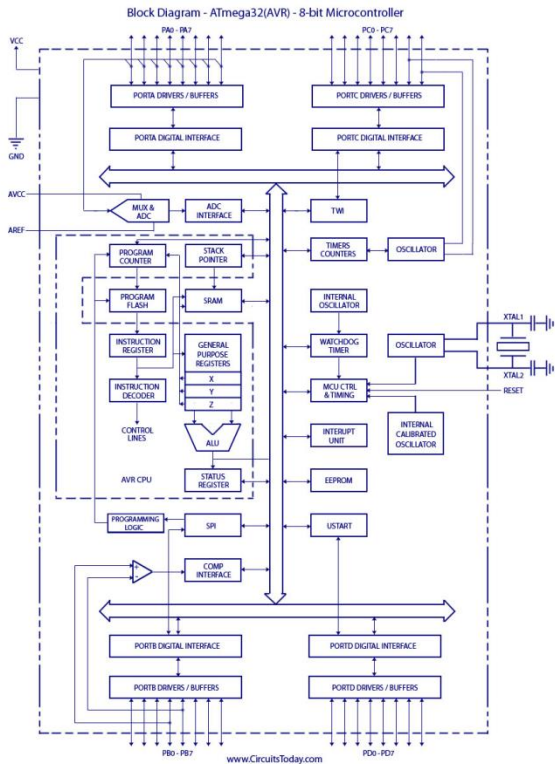 Block Diagram - ATmega32(AVR) - 8-bit Microcontroller
PA0 - PA7
PC0 - PC7
VCC
PORTA DRIVERS / BUFFERS
PORTC DRIVERS / BUFFERS
PORTA DIGITAL INTERFACE
PORTC DIGITAL INTERFACE
GND
AVCC
MUX &
ADC
ADC
INTERFACE
TWI
AREF
PROGRAM
COUNTER
STACK
POINTER
TIMERS
COUNTERS
OSCILLATOR
PROGRAM
FLASH
SRAM
INTERNAL
OSCILLATOR
XTAL1
INSTRUCTION
REGISTER
GENERAL
PURPOSE
REGISTERS
WATCHDOG
TIMER
OSCILLATOR
XTAL2
X
Y
Z
INSTRUCTION
DECODER
MCU CTRL
& TIMING
RESET
CONTROL
LINES
ALU
INTERUPT
UNIT
INTERNAL
CALIBRATED
OSCILLATOR
AVR CPU
STATUS
REGISTER
EEPROM
PROGRAMMING
LOGIC
SPI
USTART
+
-
COMP
INTERFACE
PORTB DIGITAL INTERFACE
PORTD DIGITAL INTERFACE
PORTB DRIVERS / BUFFERS
PORTD DRIVERS / BUFFERS
PB0 - PB7
PD0 - PD7
www.CircuitsToday.com